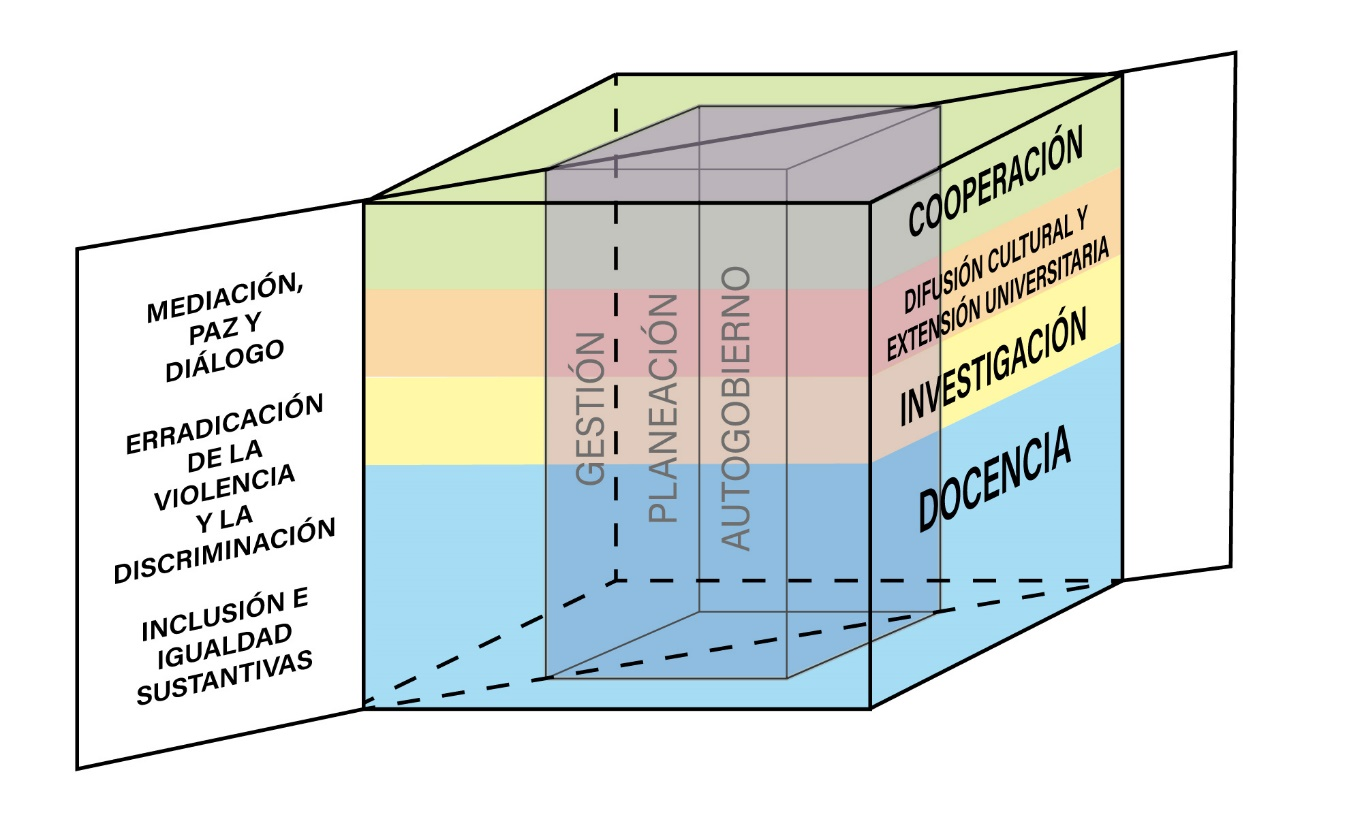 MEDIACIÓN,
PAZ Y
DIÁLOGO
ERRADICACIÓN
DE LA
VIOLENCIA
Y LA
DISCRIMINACIÓN
INCLUSIÓN E
IGUALDAD
SUSTANTIVAS
GESTIÓN
PLANEACIÓN
AUTOGOBIERNO
COOPERACIÓN
DIFUSIÓN CULTURAL Y
EXTENSIÓN UNIVERSITARIA
INVESTIGACIÓN
DOCENCIA